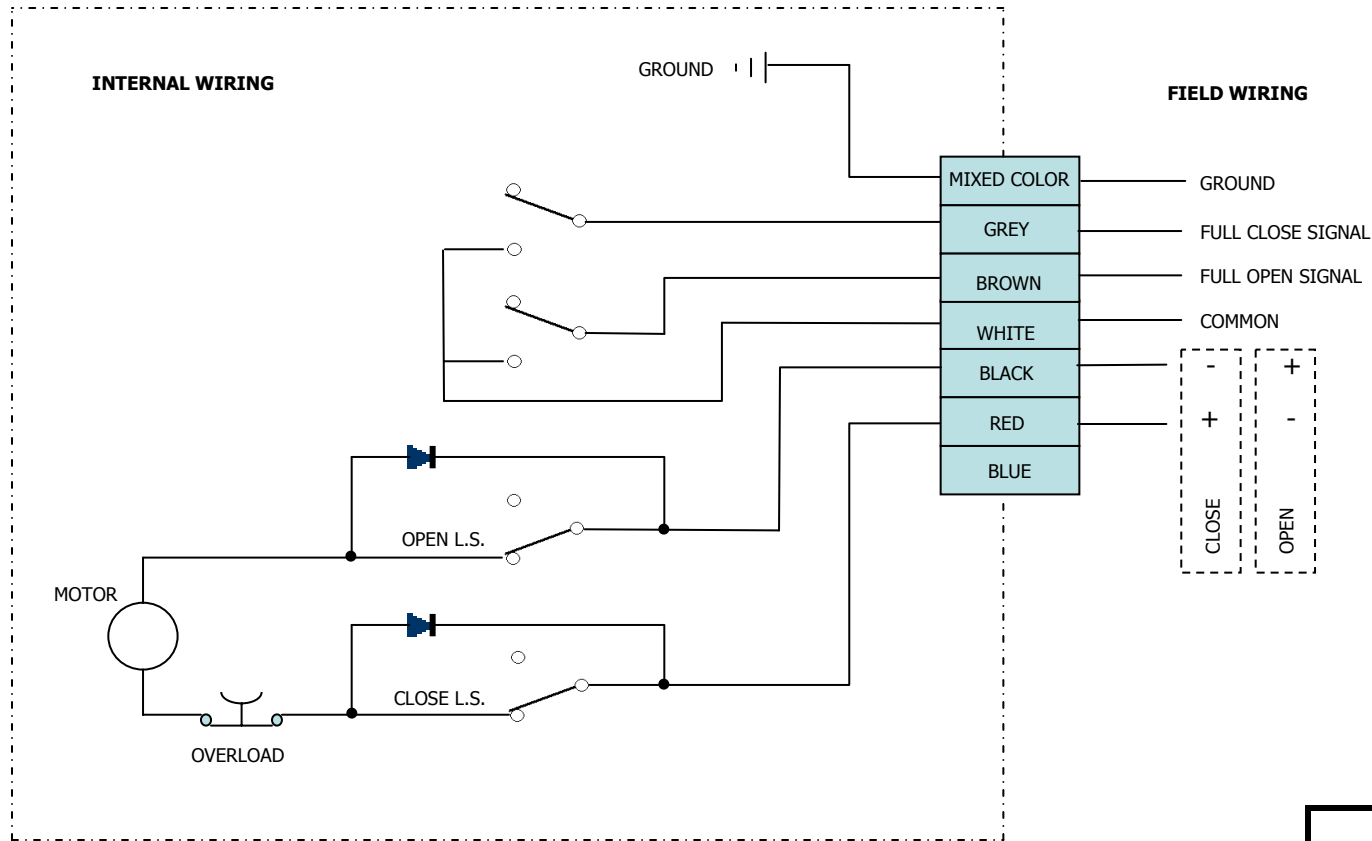 INTERNAL WIRING
GROUND
FIELD WIRING
MIXED COLOR
GROUND
GREY
FULL CLOSE SIGNAL
BROWN
FULL OPEN SIGNAL
WHITE
COMMON
BLACK
- +
RED
+ -
BLUE
CLOSE
OPEN
OPEN L.S.
MOTOR
CLOSE L.S.
OVERLOAD